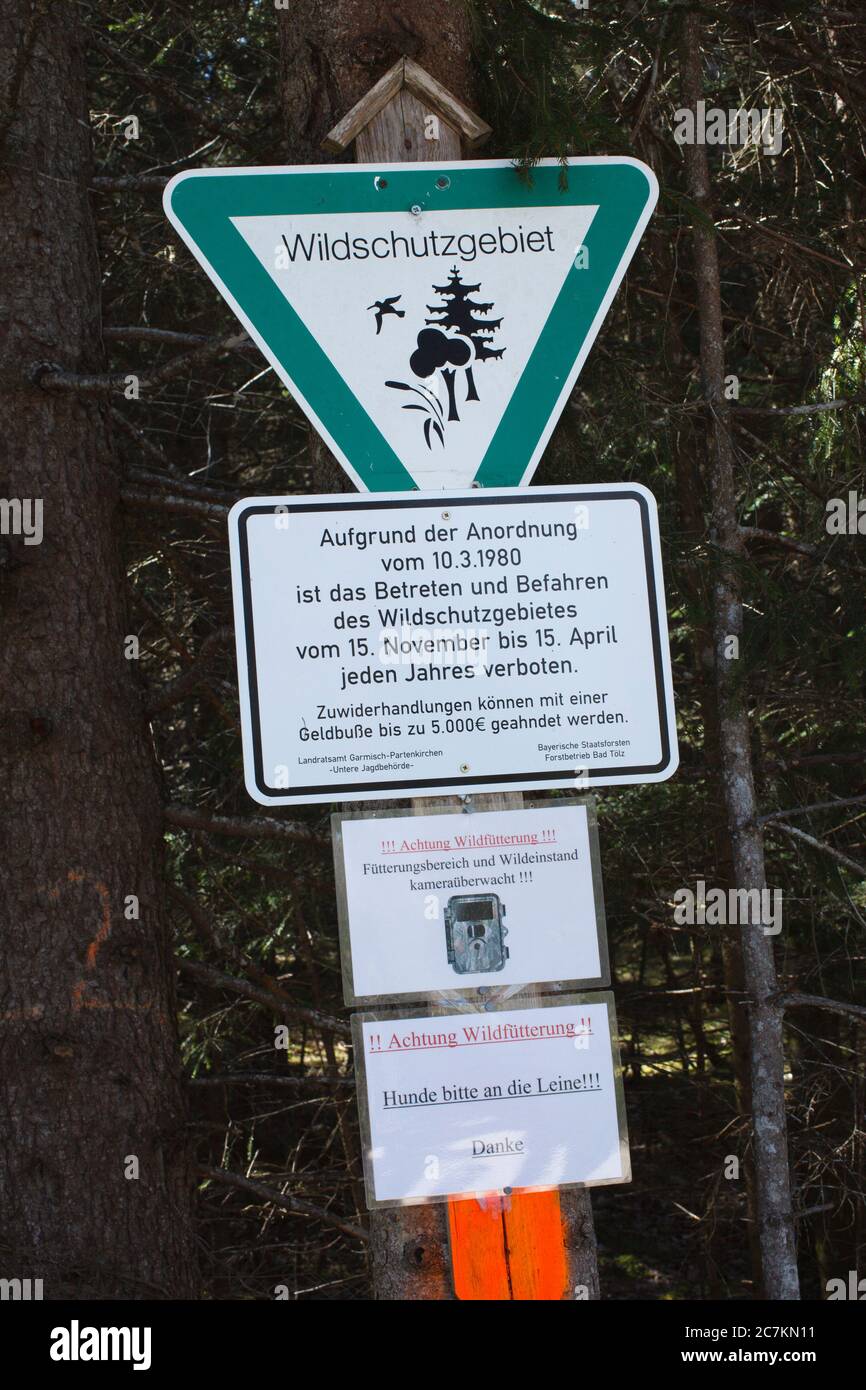 Wildschutzgebiet
Aufgrund der Anordnung
vom 10.3.1980
ist das Betreten und Befahren
des Wildschutzgebietes
vom 15. November bis 15. April
jeden Jahres verboten.
Zuwiderhandlungen können mit einer
Geldbuße bis zu 5.000€ geahndet werden.
Landratsamt Garmisch-Partenkirchen
-Untere Jagdbehörde-
Bayerische Staatsforsten
Forstbetrieb Bad Tölz
!!! Achtung Wildfütterung !!!
Fütterungsbereich und Wildeinstand
kameraüberwacht !!!
!! Achtung Wildfütterung !!
Hunde bitte an die Leine!!!
Danke
alamy
Image ID: 2C7KN11
www.alamy.com